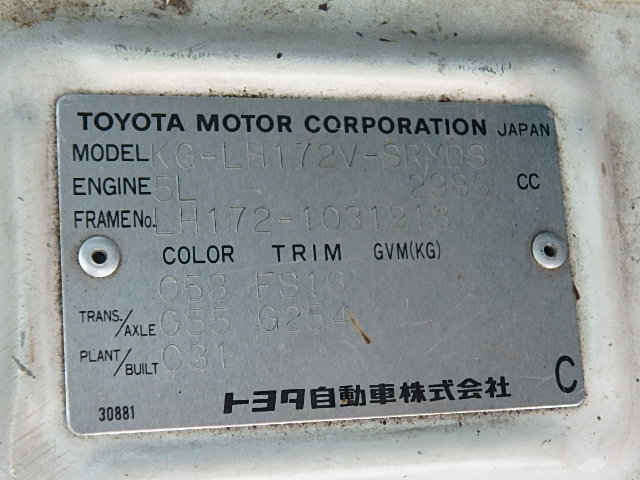 TOYOTA MOTOR CORPORATION JAPAN
MODEL KG-LH172V-SRMDS
ENGINE 5L 2985 CC
FRAME No. LH172-1031918
COLOR TRIM GVM(KG)
058 FS16
TRANS./AXLE G55 G254
PLANT/BUILT C31
トヨタ自動車株式会社 C
30881